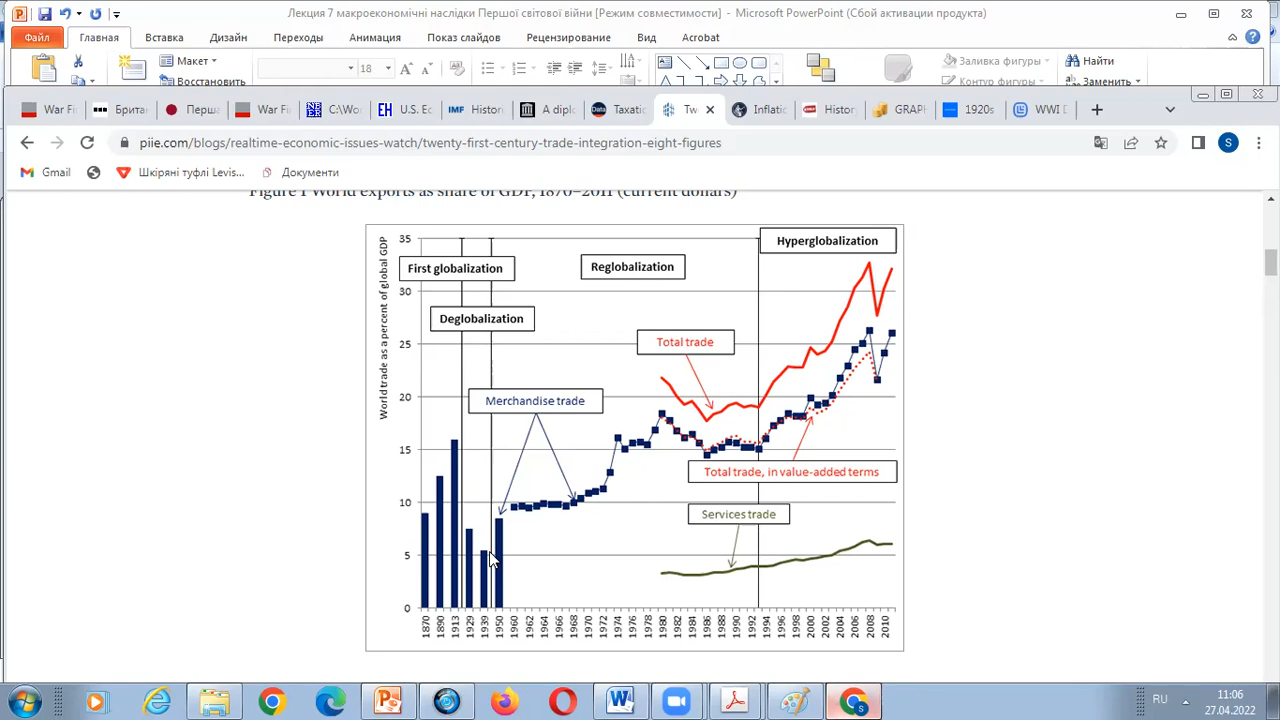 Лекция 7 макроекономічні наслідки Першої світової війни [Режим совместимости] - Microsoft PowerPoint (Сбой активации продукта)
Файл Главная Вставка Дизайн Переходы Анимация Показ слайдов Рецензирование Вид Acrobat
Макет 18 Заливка фигуры Найти
Восстановить Контур фигуры Заменить
War Fi Брита Перша War Fi C:\Wo U.S. Ec Histor A dipl Taxatio Tw Inflatic Histor GRAPH 1920s WWI D
piie.com/blogs/realtime-economic-issues-watch/twenty-first-century-trade-integration-eight-figures
Gmail Шкіряні туфлі Levis... Документи
Figure 1 World exports as share of GDP, 1870–2011 (current dollars)
World trade as a percent of global GDP
35
30
25
20
15
10
5
0
Hyperglobalization
First globalization
Reglobalization
Deglobalization
Total trade
Merchandise trade
Total trade, in value-added terms
Services trade
1870 1890 1913 1929 1939 1950 1960 1962 1964 1966 1968 1970 1972 1974 1976 1978 1980 1982 1984 1986 1988 1990 1992 1994 1996 1998 2000 2002 2004 2006 2008 2010
RU
11:06
27.04.2022